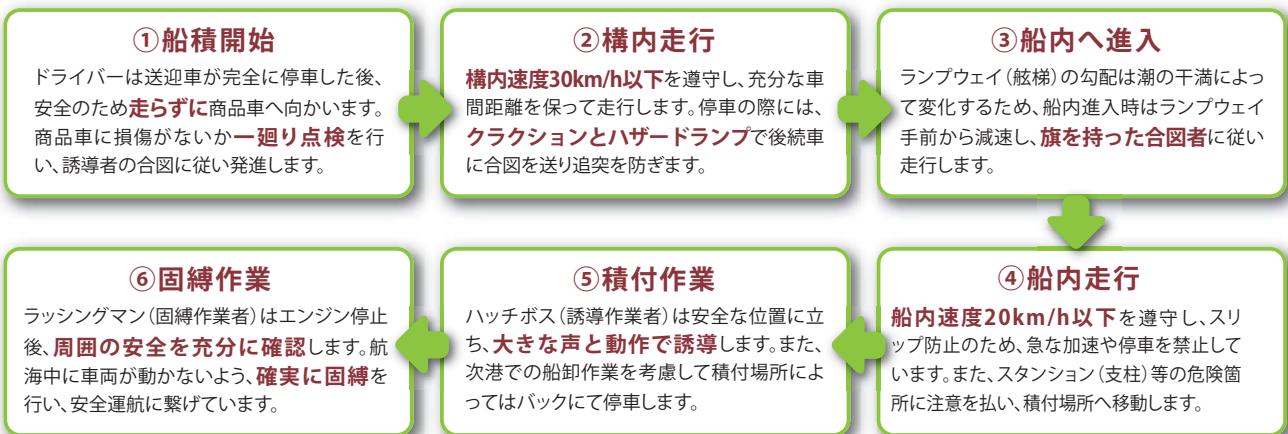 ①船積開始
ドライバーは送迎車が完全に停車した後、
安全のため走らずに商品車へ向かいます。
商品車に損傷がないか一廻り点検を行
い、誘導者の合図に従い発進します。
②構内走行
構内速度30km/h以下を遵守し、充分な車
間距離を保って走行します。停車の際には、
クラクションとハザードランプで後続車
に合図を送り追突を防ぎます。
③船内へ進入
ランプウェイ（舷梯）の勾配は潮の干満によっ
て変化するため、船内進入時はランプウェイ
手前から減速し、旗を持った合図者に従い
走行します。
④船内走行
船内速度20km/h以下を遵守し、スリ
ップ防止のため、急な加速や停車を禁止して
います。また、スタンション（支柱）等の危険箇
所に注意を払い、積付場所へ移動します。
⑤積付作業
ハッチボス（誘導作業者）は安全な位置に立
ち、大きな声と動作で誘導します。また、
次港での船卸作業を考慮して積付場所によ
ってはバックにて停車します。
⑥固縛作業
ラッシングマン（固縛作業者）はエンジン停止
後、周囲の安全を充分に確認します。航
海中に車両が動かないよう、確実に固縛を
行い、安全運航に繋げています。